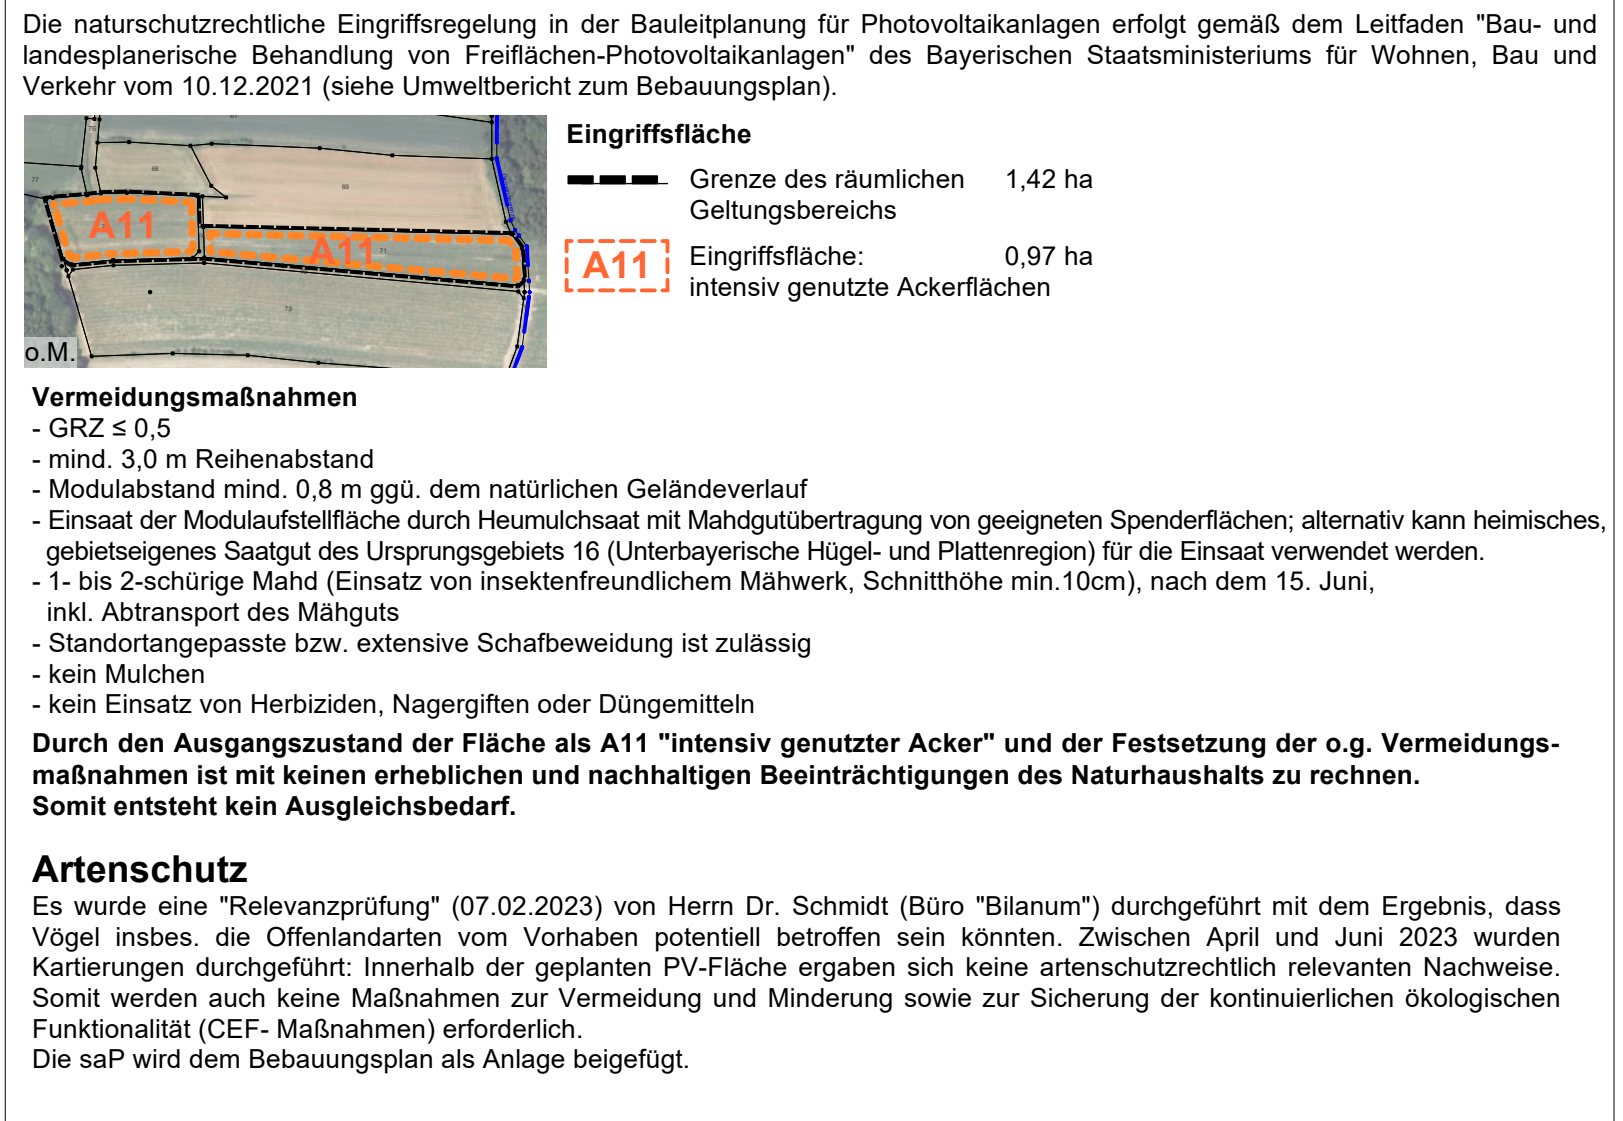 Die naturschutzrechtliche Eingriffsregelung in der Bauleitplanung für Photovoltaikanlagen erfolgt gemäß dem Leitfaden "Bau- und
landesplanerische Behandlung von Freiflächen-Photovoltaikanlagen" des Bayerischen Staatsministeriums für Wohnen, Bau und
Verkehr vom 10.12.2021 (siehe Umweltbericht zum Bebauungsplan).
76
68
77
69
A11
A11
71
73
o.M.
Eingriffsfläche
Grenze des räumlichen 1,42 ha
Geltungsbereichs
A11 Eingriffsfläche: 0,97 ha
intensiv genutzte Ackerflächen
Vermeidungsmaßnahmen
- GRZ ≤ 0,5
- mind. 3,0 m Reihenabstand
- Modulabstand mind. 0,8 m ggü. dem natürlichen Geländeverlauf
- Einsaat der Modulaufstellfläche durch Heumulchsaat mit Mahdgutübertragung von geeigneten Spenderflächen; alternativ kann heimisches,
gebietseigenes Saatgut des Ursprungsgebiets 16 (Unterbayerische Hügel- und Plattenregion) für die Einsaat verwendet werden.
- 1- bis 2-schürige Mahd (Einsatz von insektenfreundlichem Mähwerk, Schnitthöhe min.10cm), nach dem 15. Juni,
inkl. Abtransport des Mähguts
- Standortangepasste bzw. extensive Schafbeweidung ist zulässig
- kein Mulchen
- kein Einsatz von Herbiziden, Nagergiften oder Düngemitteln
Durch den Ausgangszustand der Fläche als A11 "intensiv genutzter Acker" und der Festsetzung der o.g. Vermeidungs-
maßnahmen ist mit keinen erheblichen und nachhaltigen Beeinträchtigungen des Naturhaushalts zu rechnen.
Somit entsteht kein Ausgleichsbedarf.
Artenschutz
Es wurde eine "Relevanzprüfung" (07.02.2023) von Herrn Dr. Schmidt (Büro "Bilanum") durchgeführt mit dem Ergebnis, dass
Vögel insbes. die Offenlandarten vom Vorhaben potentiell betroffen sein könnten. Zwischen April und Juni 2023 wurden
Kartierungen durchgeführt: Innerhalb der geplanten PV-Fläche ergaben sich keine artenschutzrechtlich relevanten Nachweise.
Somit werden auch keine Maßnahmen zur Vermeidung und Minderung sowie zur Sicherung der kontinuierlichen ökologischen
Funktionalität (CEF- Maßnahmen) erforderlich.
Die saP wird dem Bebauungsplan als Anlage beigefügt.